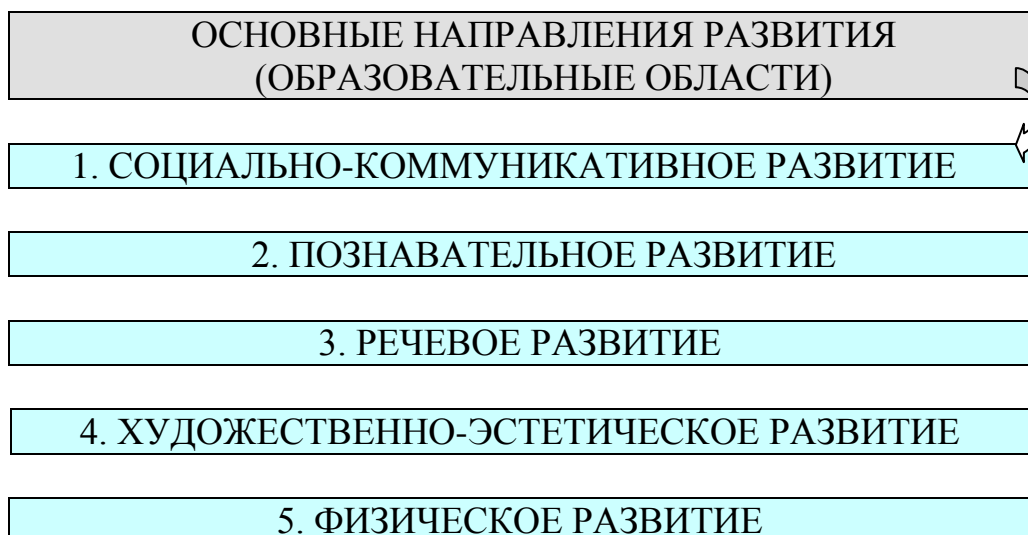 ОСНОВНЫЕ НАПРАВЛЕНИЯ РАЗВИТИЯ
(ОБРАЗОВАТЕЛЬНЫЕ ОБЛАСТИ)
1. СОЦИАЛЬНО-КОММУНИКАТИВНОЕ РАЗВИТИЕ
2. ПОЗНАВАТЕЛЬНОЕ РАЗВИТИЕ
3. РЕЧЕВОЕ РАЗВИТИЕ
4. ХУДОЖЕСТВЕННО-ЭСТЕТИЧЕСКОЕ РАЗВИТИЕ
5. ФИЗИЧЕСКОЕ РАЗВИТИЕ